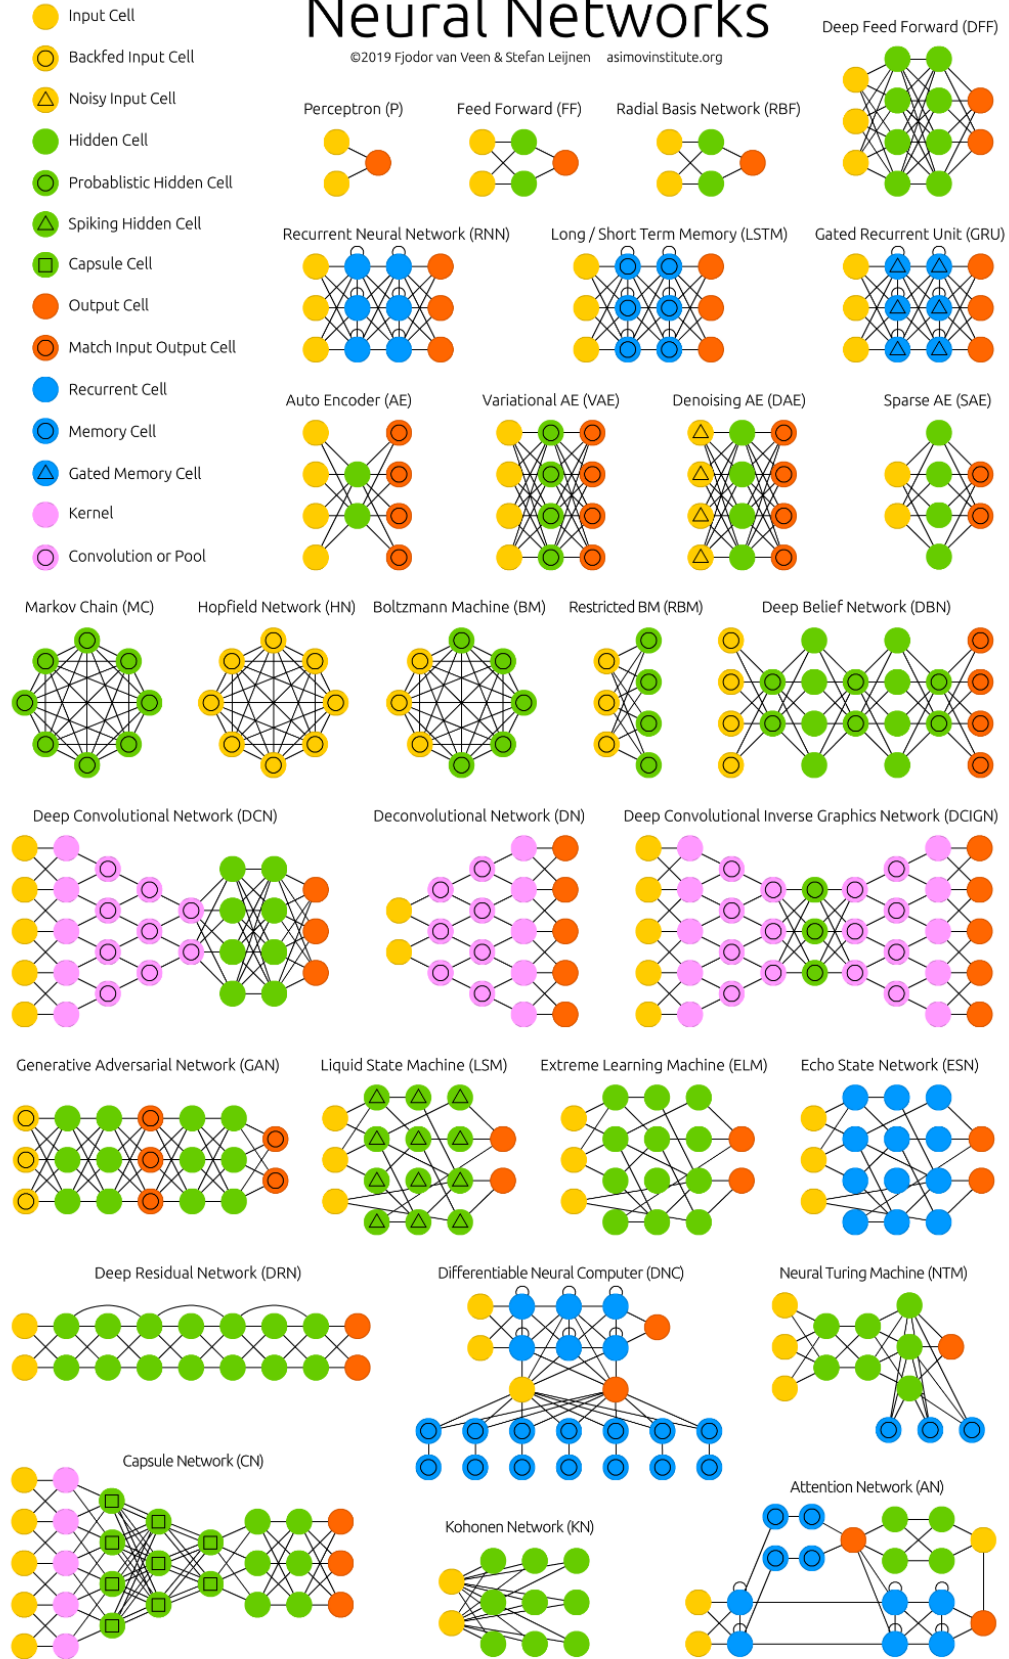 Neural Networks
©2019 Fjodor van Veen & Stefan Leijnen asimovinstitute.org
Input Cell
Backfed Input Cell
Noisy Input Cell
Hidden Cell
Probablistic Hidden Cell
Spiking Hidden Cell
Capsule Cell
Output Cell
Match Input Output Cell
Recurrent Cell
Memory Cell
Gated Memory Cell
Kernel
Convolution or Pool
Deep Feed Forward (DFF)
Perceptron (P)
Feed Forward (FF)
Radial Basis Network (RBF)
Recurrent Neural Network (RNN)
Long / Short Term Memory (LSTM)
Gated Recurrent Unit (GRU)
Auto Encoder (AE)
Variational AE (VAE)
Denoising AE (DAE)
Sparse AE (SAE)
Markov Chain (MC)
Hopfield Network (HN)
Boltzmann Machine (BM)
Restricted BM (RBM)
Deep Belief Network (DBN)
Deep Convolutional Network (DCN)
Deconvolutional Network (DN)
Deep Convolutional Inverse Graphics Network (DCIGN)
Generative Adversarial Network (GAN)
Liquid State Machine (LSM)
Extreme Learning Machine (ELM)
Echo State Network (ESN)
Deep Residual Network (DRN)
Differentiable Neural Computer (DNC)
Neural Turing Machine (NTM)
Capsule Network (CN)
Kohonen Network (KN)
Attention Network (AN)